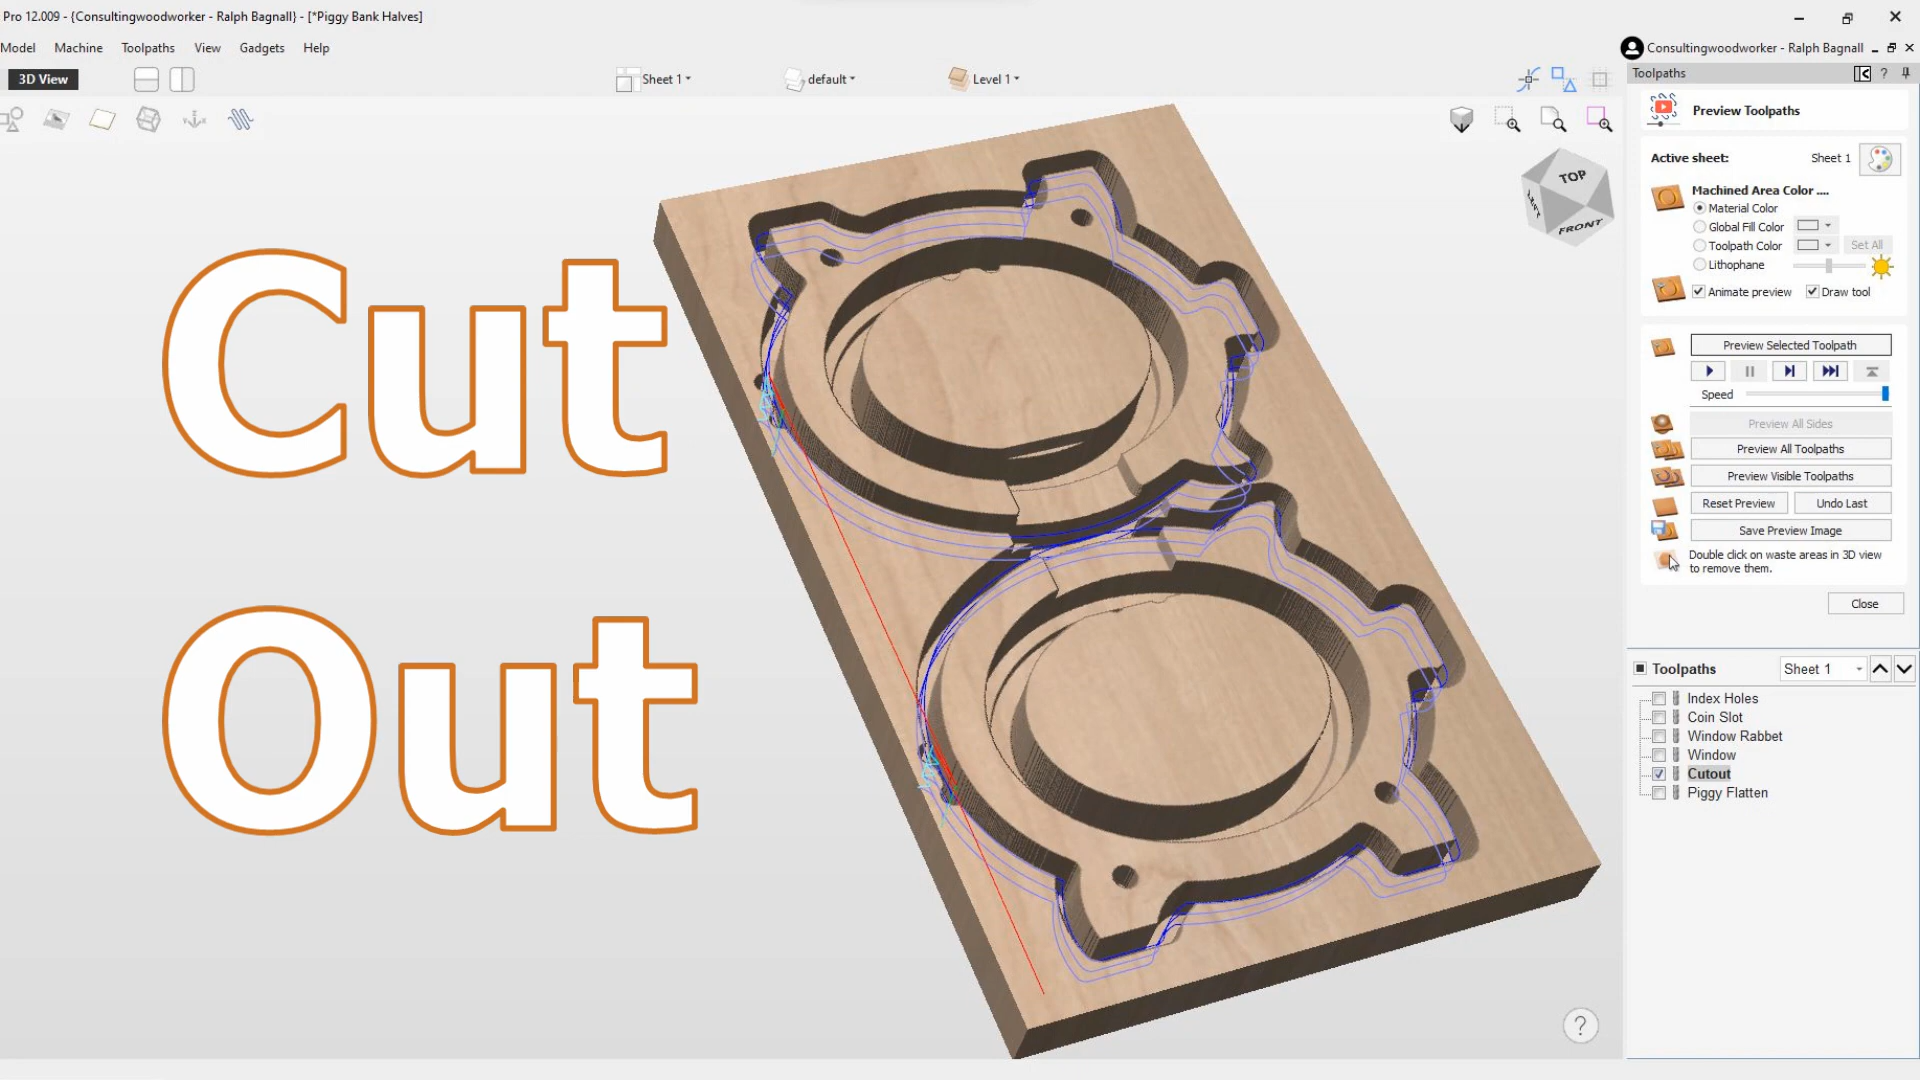 Pro 12.009 - {Consultingwoodworker - Ralph Bagnall} - [*Piggy Bank Halves]
Model Machine Toolpaths View Gadgets Help
Consultingwoodworker - Ralph Bagnall
3D View
Sheet 1
default
Level 1
Toolpaths
?
Preview Toolpaths
Active sheet: Sheet 1
Machined Area Color ....
Material Color
Global Fill Color
Toolpath Color
Set All
Lithophane
Animate preview
Draw tool
TOP
LEFT
FRONT
Cut
Out
Preview Selected Toolpath
Speed
Preview All Sides
Preview All Toolpaths
Preview Visible Toolpaths
Reset Preview
Undo Last
Save Preview Image
Double click on waste areas in 3D view
to remove them.
Close
Toolpaths
Sheet 1
Index Holes
Coin Slot
Window Rabbet
Window
Cutout
Piggy Flatten
?